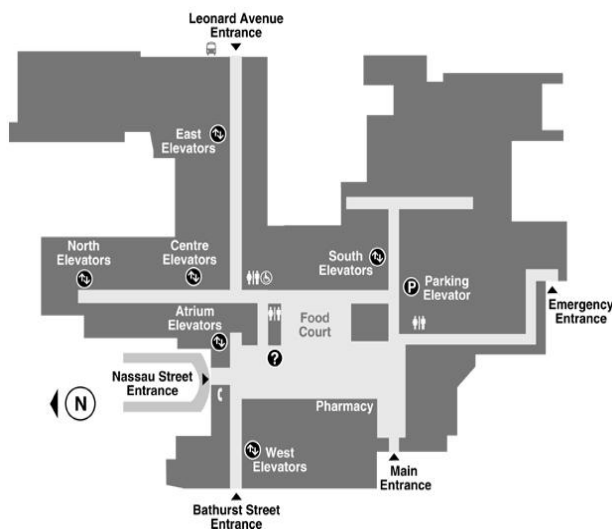 Leonard Avenue
Entrance
East
Elevators
North
Elevators
Centre
Elevators
South
Elevators
P
Parking
Elevator
Emergency
Entrance
Atrium
Elevators
Food
Court
?
Nassau Street
Entrance
N
Pharmacy
West
Elevators
Main
Entrance
Bathurst Street
Entrance